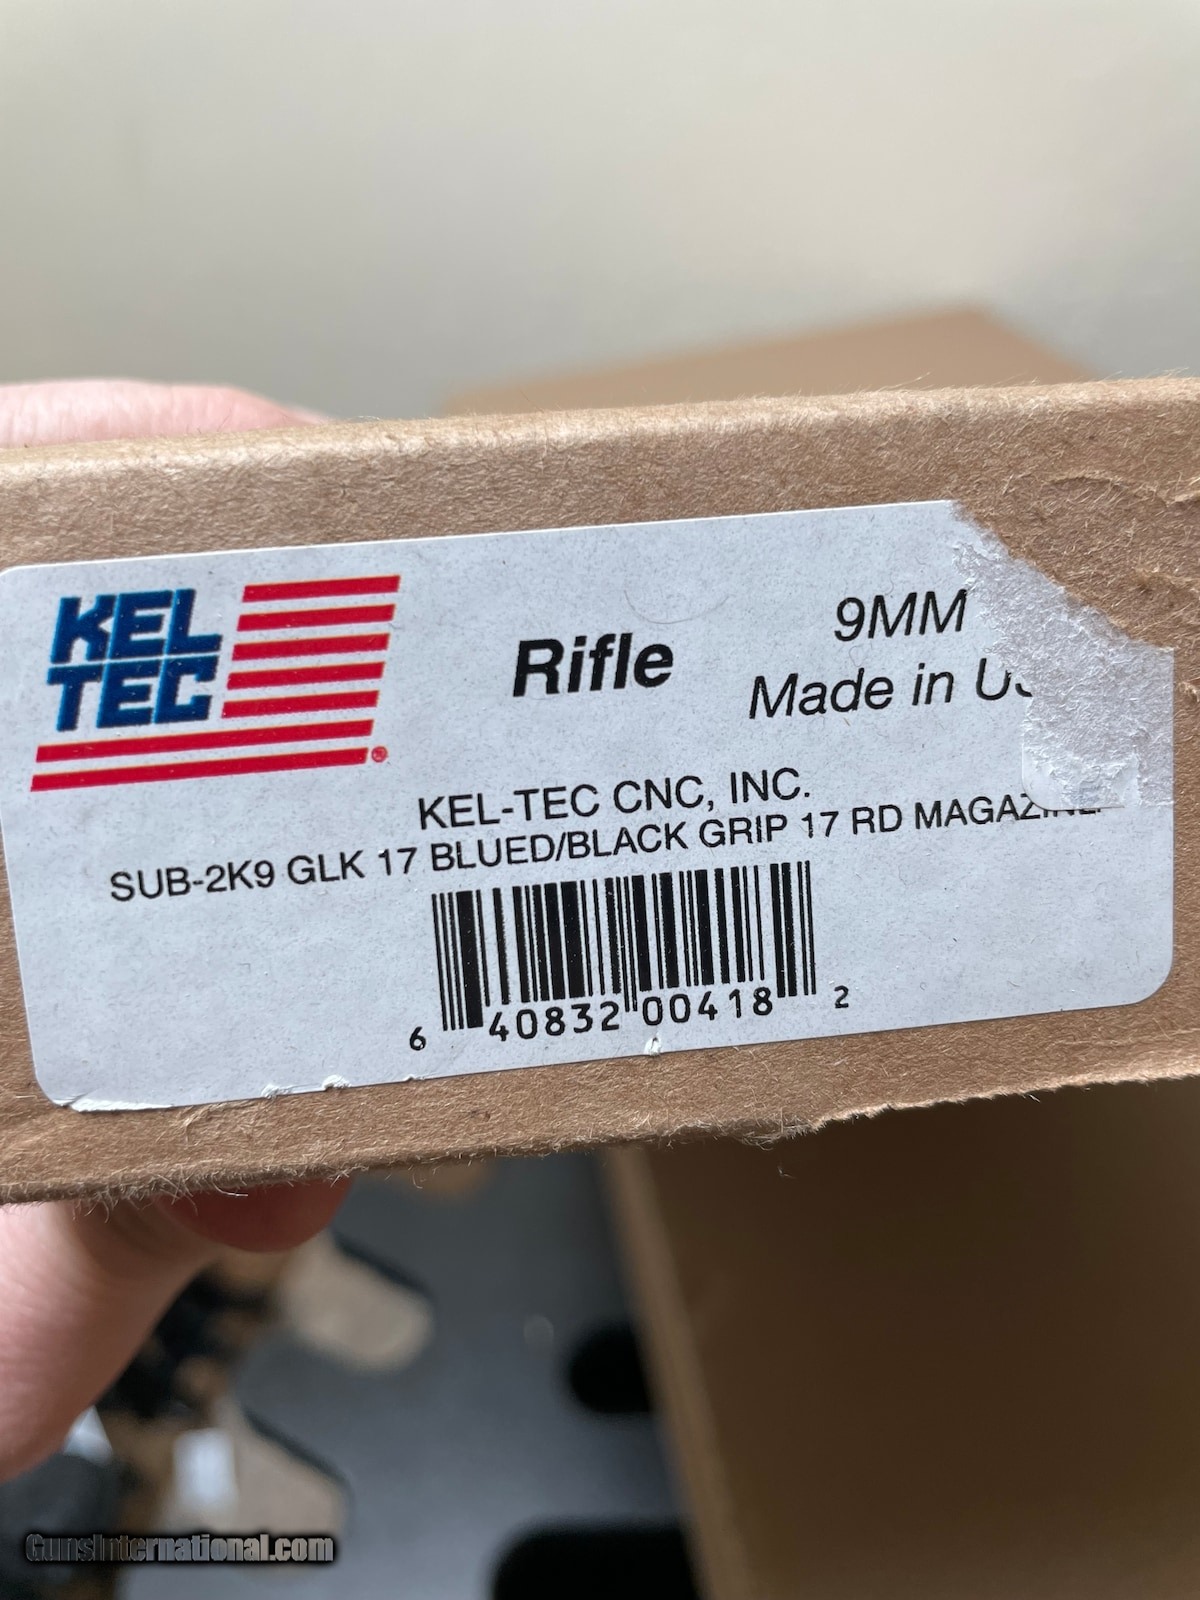 KEL
TEC
®
Rifle
9MM
Made in
KEL-TEC CNC, INC.
SUB-2K9 GLK 17 BLUED/BLACK GRIP 17 RD MAGAZINE
6 40832 00418 2
GunsInternational.com